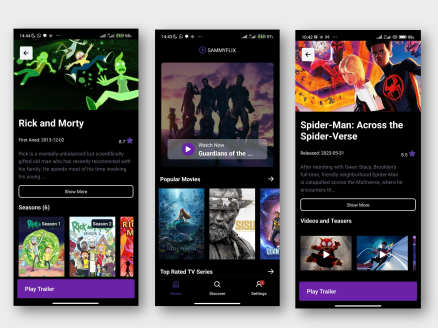 14:44
98%
Rick and Morty
First Aired: 2013-12-02
8.7
Rick is a mentally-unbalanced but scientifically
gifted old man who has recently reconnected with
his family. He spends most of his time involving
his young ...
Show More
Seasons (6)
Season 1
Season 2
Play Trailer
14:43
SAMMYFLIX
Watch Now
Guardians of the ...
Popular Movies
SISU
Top Rated TV Series
Home
Discover
Settings
10:42
Spider-Man: Across the
Spider-Verse
Released: 2023-05-31
8.5
After reuniting with Gwen Stacy, Brooklyn's
full-time, friendly neighborhood Spider-Man
is catapulted across the Multiverse, where he
encounters th...
Show More
Videos and Teasers
Play Trailer